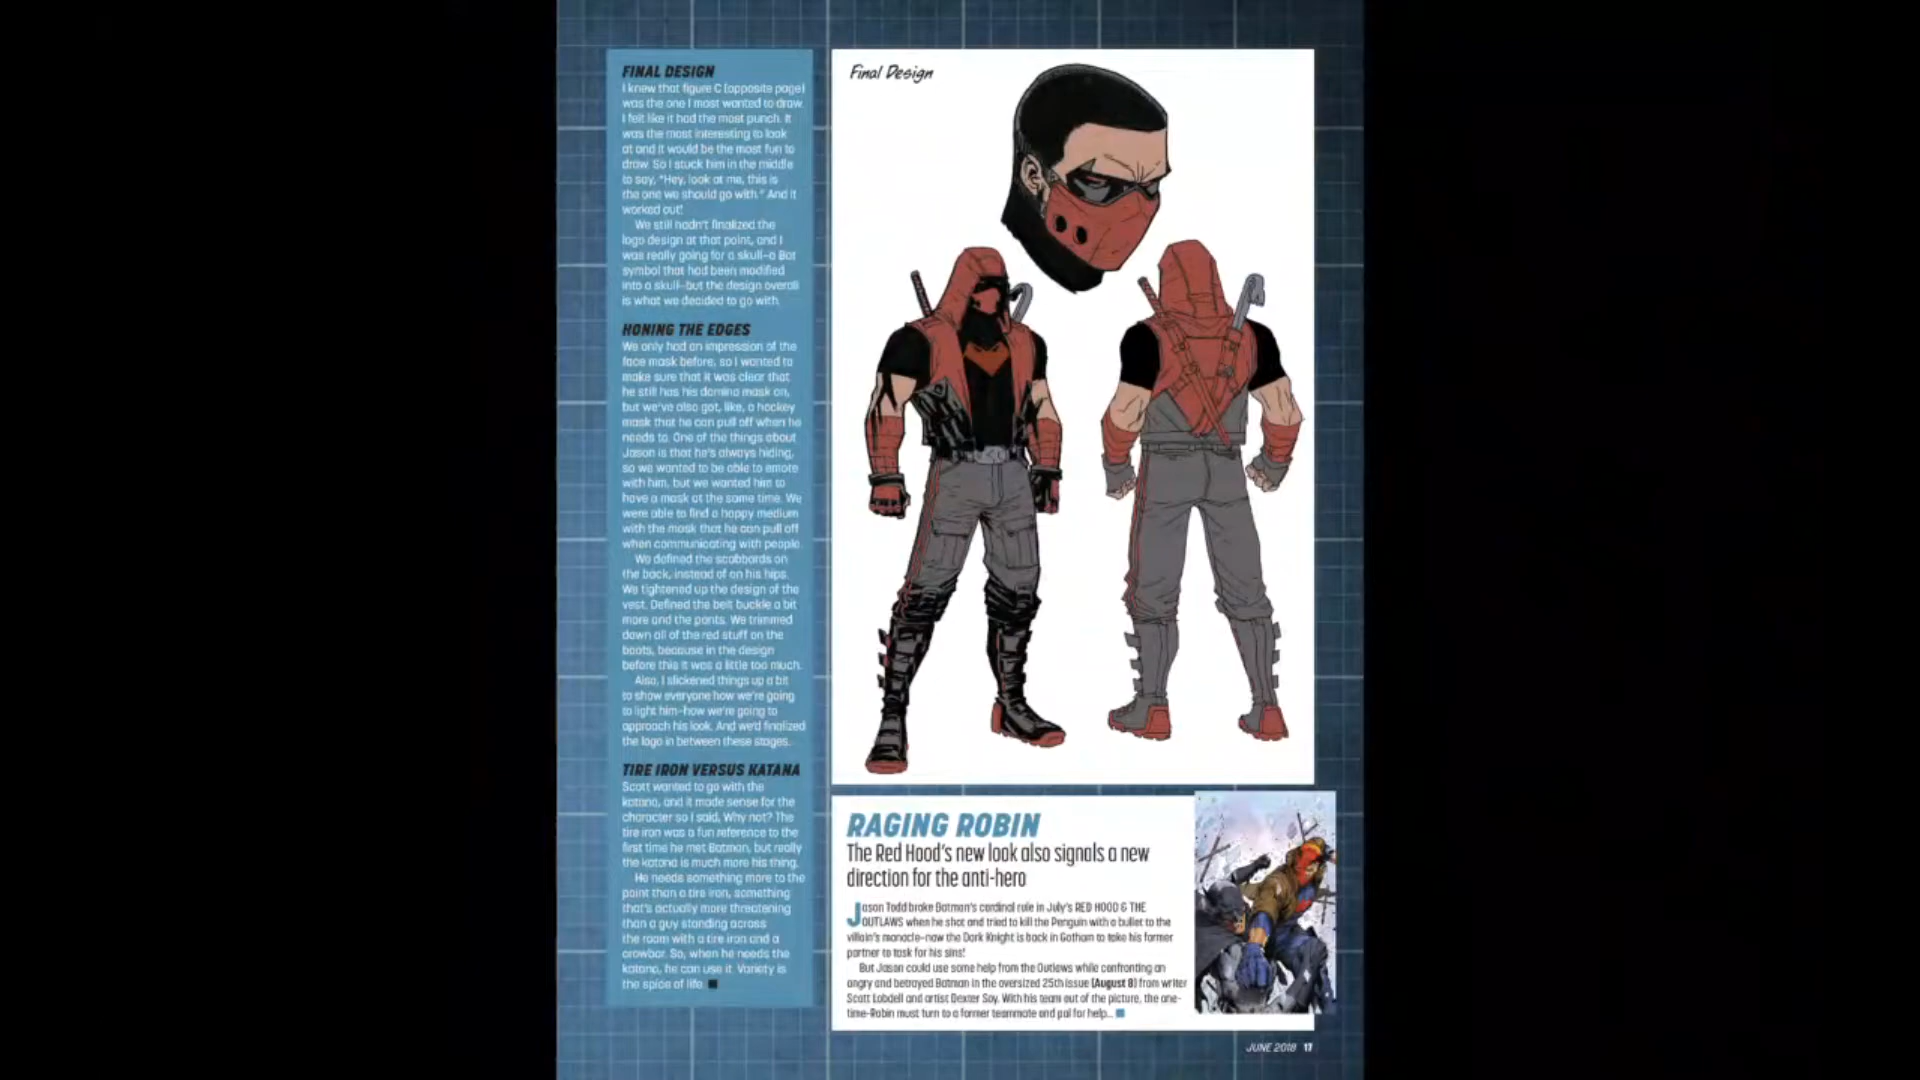 FINAL DESIGN
I knew that figure C (opposite page)
was the one I most wanted to draw.
I felt like it had the most punch. It
was the most interesting to look
at and it would be the most fun to
draw. So I stuck him in the middle
to say, "Hey, look at me, this is
the one we should go with." And it
worked out!
We still hadn't finalized the
logo design at that point, and I
was really going for a skull–a Bat
symbol that had been modified
into a skull–but the design overall
is what we decided to go with.
HONING THE EDGES
We only had an impression of the
face mask before, so I wanted to
make sure that it was clear that
he still has his domino mask on,
but we've also got, like, a hockey
mask that he can pull off when he
needs to. One of the things about
Jason is that he's always hiding,
so we wanted to be able to emote
with him, but we wanted him to
have a mask at the same time. We
were able to find a happy medium
with the mask that he can pull off
when communicating with people.
We defined the scabbards on
the back, instead of on his hips.
We tightened up the design of the
vest. Defined the belt buckle a bit
more and the pants. We trimmed
down all of the red stuff on the
boots, because in the design
before this it was a little too much.
Also, I slickened things up a bit
to show everyone how we're going
to light him–how we're going to
approach his look. And we'd finalized
the logo in between these stages.
TIRE IRON VERSUS KATANA
Scott wanted to go with the
katana, and it made sense for the
character so I said, Why not? The
tire iron was a fun reference to the
first time he met Batman, but really
the katana is much more his thing.
He needs something more to the
point than a tire iron, something
that's actually more threatening
than a guy standing across
the room with a tire iron and a
crowbar. So, when he needs the
katana, he can use it. Variety is
the spice of life.
Final Design
RAGING ROBIN
The Red Hood's new look also signals a new
direction for the anti-hero
Jason Todd broke Batman's cardinal rule in July's RED HOOD & THE
OUTLAWS when he shot and tried to kill the Penguin with a bullet to the
villain's monocle–now the Dark Knight is back in Gotham to take his former
partner to task for his sins!
But Jason could use some help from the Outlaws while confronting an
angry and betrayed Batman in the oversized 25th issue (August 8) from writer
Scott Lobdell and artist Dexter Soy. With his team out of the picture, the one-
time-Robin must turn to a former teammate and pal for help...
JUNE 2018 17